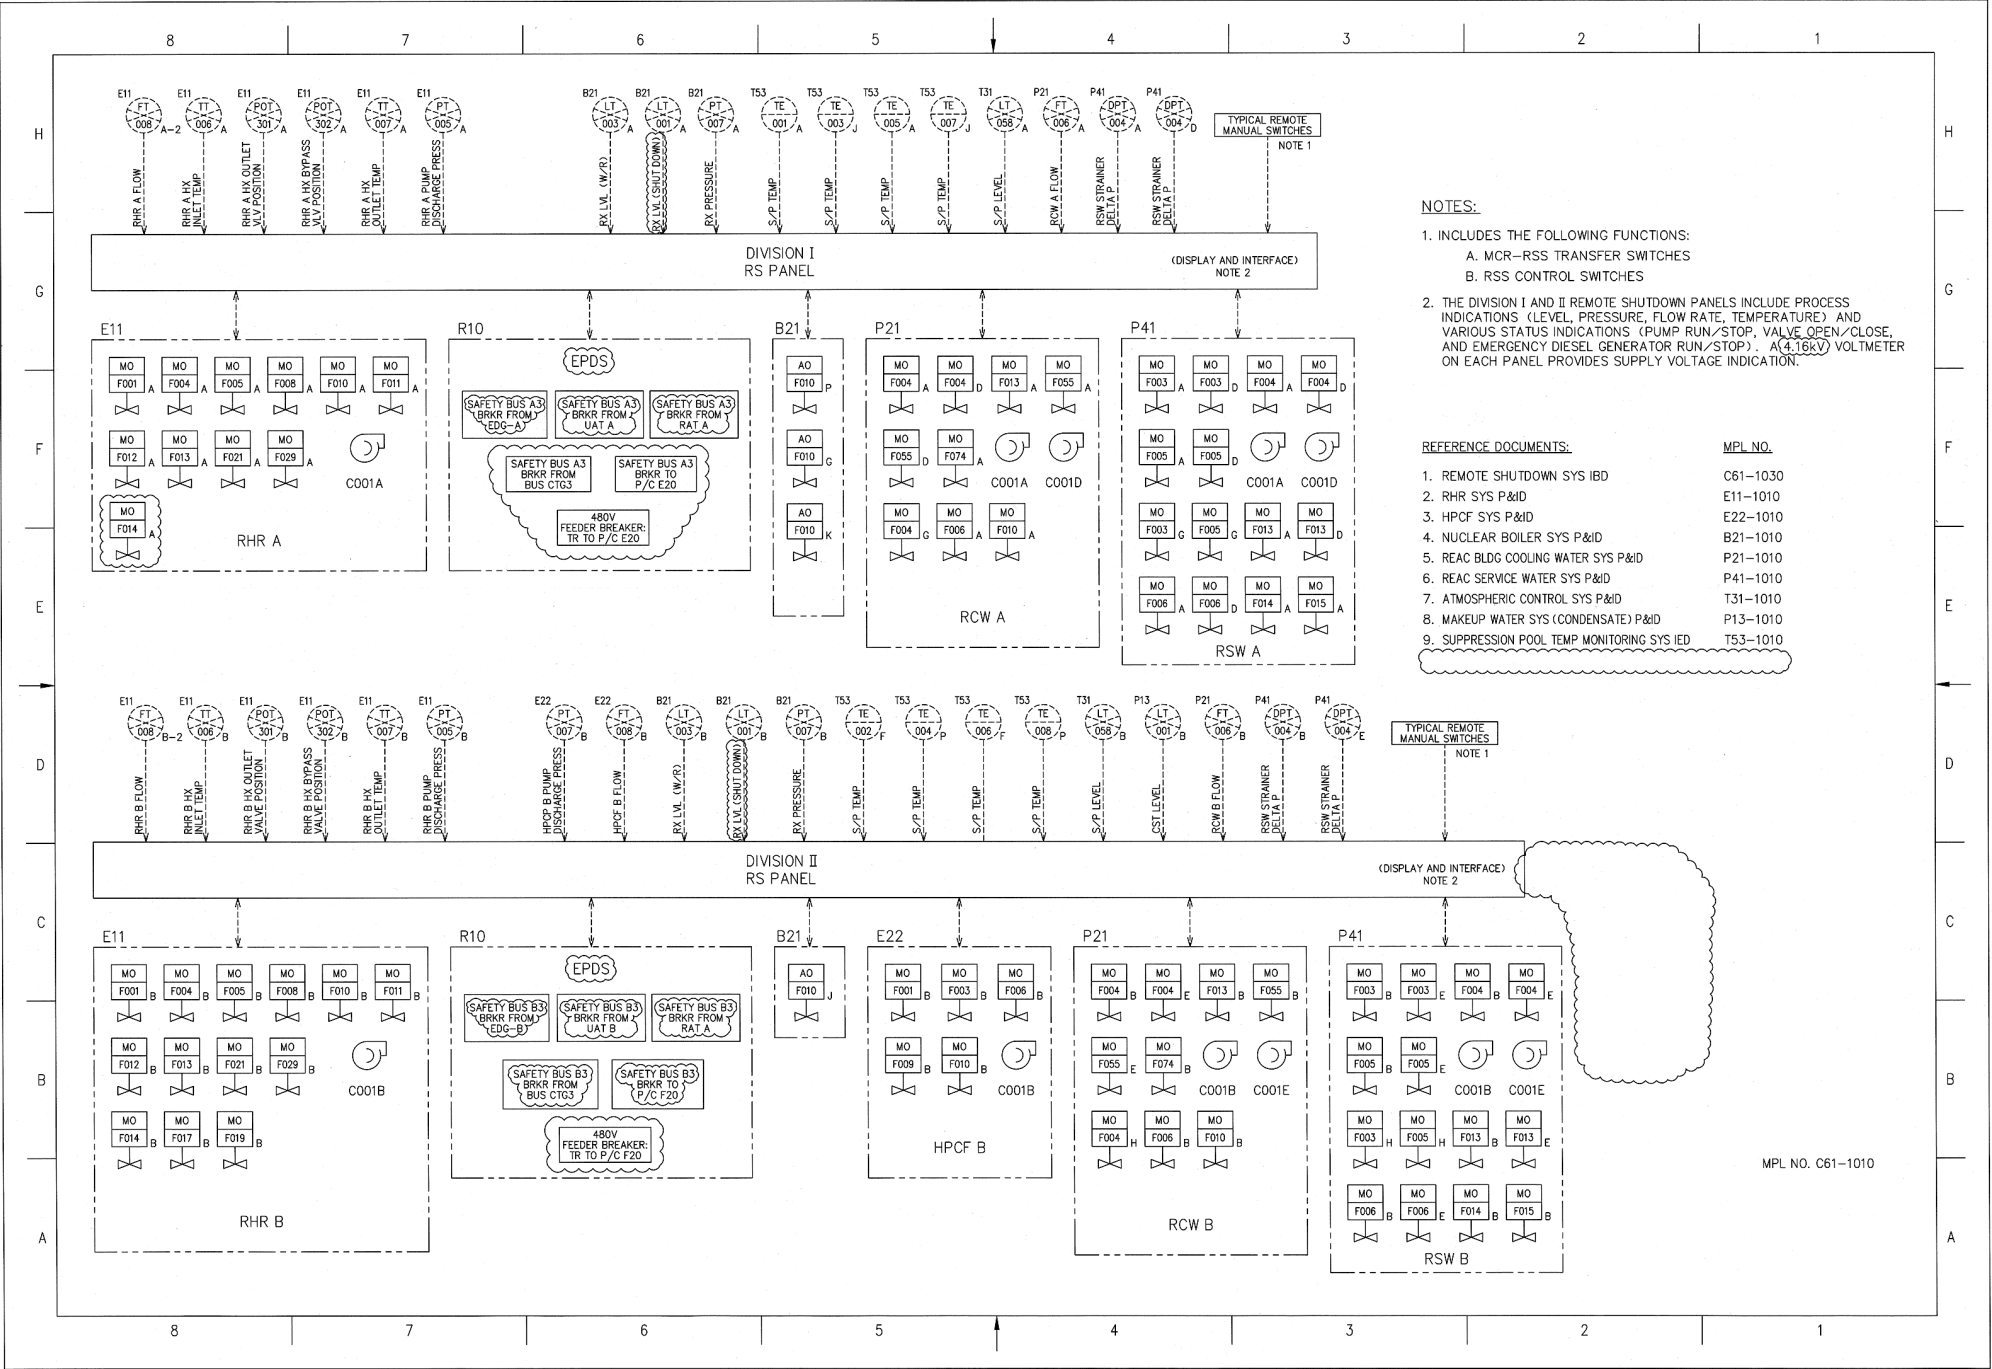 8 7 6 5 4 3 2 1
H
E11 E11 E11 E11 E11 E11 B21 B21 B21 T53 T53 T53 T53 T31 P21 P41 P41
FT TT POT POT TT PT LT LT PT TE TE TE TE LT FT DPT DPT
008 006 301 302 007 005 003 001 007 001 003 005 007 058 006 004 004
A-2 A A A A A A A A A J A J A A A D
TYPICAL REMOTE
MANUAL SWITCHES
NOTE 1
RHR A FLOW
RHR A HX
INLET TEMP
RHR A HX OUTLET
VLV POSITION
RHR A HX BYPASS
VLV POSITION
RHR A HX
OUTLET TEMP
RHR A PUMP
DISCHARGE PRESS
RX LVL (W/R)
RX LVL (SHUT DOWN)
RX PRESSURE
S/P TEMP
S/P TEMP
S/P TEMP
S/P TEMP
S/P LEVEL
RCW A FLOW
RSW STRAINER
DELTA P
RSW STRAINER
DELTA P
H
G
DIVISION I
RS PANEL
(DISPLAY AND INTERFACE)
NOTE 2
G
E11
MO MO MO MO MO MO
F001 A F004 A F005 A F008 A F010 A F011 A
MO MO MO MO
F012 A F013 A F021 A F029 A
C001A
MO
F014 A
RHR A
R10
EPDS
SAFETY BUS A3
BRKR FROM
EDG-A
SAFETY BUS A3
BRKR FROM
UAT A
SAFETY BUS A3
BRKR FROM
RAT A
SAFETY BUS A3
BRKR FROM
BUS CTG3
SAFETY BUS A3
BRKR TO
P/C E20
480V
FEEDER BREAKER:
TR TO P/C E20
B21
AO
F010 P
AO
F010 G
AO
F010 K
P21
MO MO MO MO
F004 A F004 D F013 A F055 A
MO MO
F055 D F074 A
C001A C001D
MO MO MO
F004 G F006 A F010 A
RCW A
P41
MO MO MO MO
F003 A F003 D F004 A F004 D
MO MO
F005 A F005 D
C001A C001D
MO MO MO MO
F003 G F005 G F013 A F013 D
MO MO MO MO
F006 A F006 D F014 A F015 A
RSW A
F
E
F
E
NOTES:
1. INCLUDES THE FOLLOWING FUNCTIONS:
A. MCR-RSS TRANSFER SWITCHES
B. RSS CONTROL SWITCHES
2. THE DIVISION I AND II REMOTE SHUTDOWN PANELS INCLUDE PROCESS
INDICATIONS (LEVEL, PRESSURE, FLOW RATE, TEMPERATURE) AND
VARIOUS STATUS INDICATIONS (PUMP RUN/STOP, VALVE OPEN/CLOSE,
AND EMERGENCY DIESEL GENERATOR RUN/STOP). A 4.16kV VOLTMETER
ON EACH PANEL PROVIDES SUPPLY VOLTAGE INDICATION.
REFERENCE DOCUMENTS: MPL NO.
1. REMOTE SHUTDOWN SYS IBD C61-1030
2. RHR SYS P&ID E11-1010
3. HPCF SYS P&ID E22-1010
4. NUCLEAR BOILER SYS P&ID B21-1010
5. REAC BLDG COOLING WATER SYS P&ID P21-1010
6. REAC SERVICE WATER SYS P&ID P41-1010
7. ATMOSPHERIC CONTROL SYS P&ID T31-1010
8. MAKEUP WATER SYS (CONDENSATE) P&ID P13-1010
9. SUPPRESSION POOL TEMP MONITORING SYS IED T53-1010
D
E11 E11 E11 E11 E11 E11 E22 E22 B21 B21 B21 T53 T53 T53 T53 T31 P13 P21 P41 P41
FT TT POT POT TT PT PT FT LT LT PT TE TE TE TE LT LT FT DPT DPT
008 006 301 302 007 005 007 008 003 001 007 002 004 006 008 058 001 006 004 004
B-2 B B B B B B B B B B F P F P B B B B E
TYPICAL REMOTE
MANUAL SWITCHES
NOTE 1
RHR B FLOW
RHR B HX
INLET TEMP
RHR B HX OUTLET
VALVE POSITION
RHR B HX BYPASS
VALVE POSITION
RHR B HX
OUTLET TEMP
RHR B PUMP
DISCHARGE PRESS
HPCP B PUMP
DISCHARGE PRESS
HPCF B FLOW
RX LVL (W/R)
RX LVL (SHUT DOWN)
RX PRESSURE
S/P TEMP
S/P TEMP
S/P TEMP
S/P TEMP
S/P LEVEL
CST LEVEL
RCW B FLOW
RSW STRAINER
DELTA P
RSW STRAINER
DELTA P
D
DIVISION II
RS PANEL
(DISPLAY AND INTERFACE)
NOTE 2
C
C
E11
MO MO MO MO MO MO
F001 B F004 B F005 B F008 B F010 B F011 B
MO MO MO MO
F012 B F013 B F021 B F029 B
C001B
MO MO MO
F014 B F017 B F019 B
RHR B
R10
EPDS
SAFETY BUS B3
BRKR FROM
EDG-B
SAFETY BUS B3
BRKR FROM
UAT B
SAFETY BUS B3
BRKR FROM
RAT A
SAFETY BUS B3
BRKR FROM
BUS CTG3
SAFETY BUS B3
BRKR TO
P/C F20
480V
FEEDER BREAKER:
TR TO P/C F20
B21
AO
F010 J
E22
MO MO MO
F001 B F003 B F006 B
MO MO
F009 B F010 B
C001B
HPCF B
P21
MO MO MO MO
F004 B F004 E F013 B F055 B
MO MO
F055 E F074 B
C001B C001E
MO MO MO
F004 H F006 B F010 B
RCW B
P41
MO MO MO MO
F003 B F003 E F004 B F004 E
MO MO
F005 B F005 E
C001B C001E
MO MO MO MO
F003 H F005 H F013 B F013 E
MO MO MO MO
F006 B F006 E F014 B F015 B
RSW B
B
A
B
MPL NO. C61-1010
A
8 7 6 5 4 3 2 1